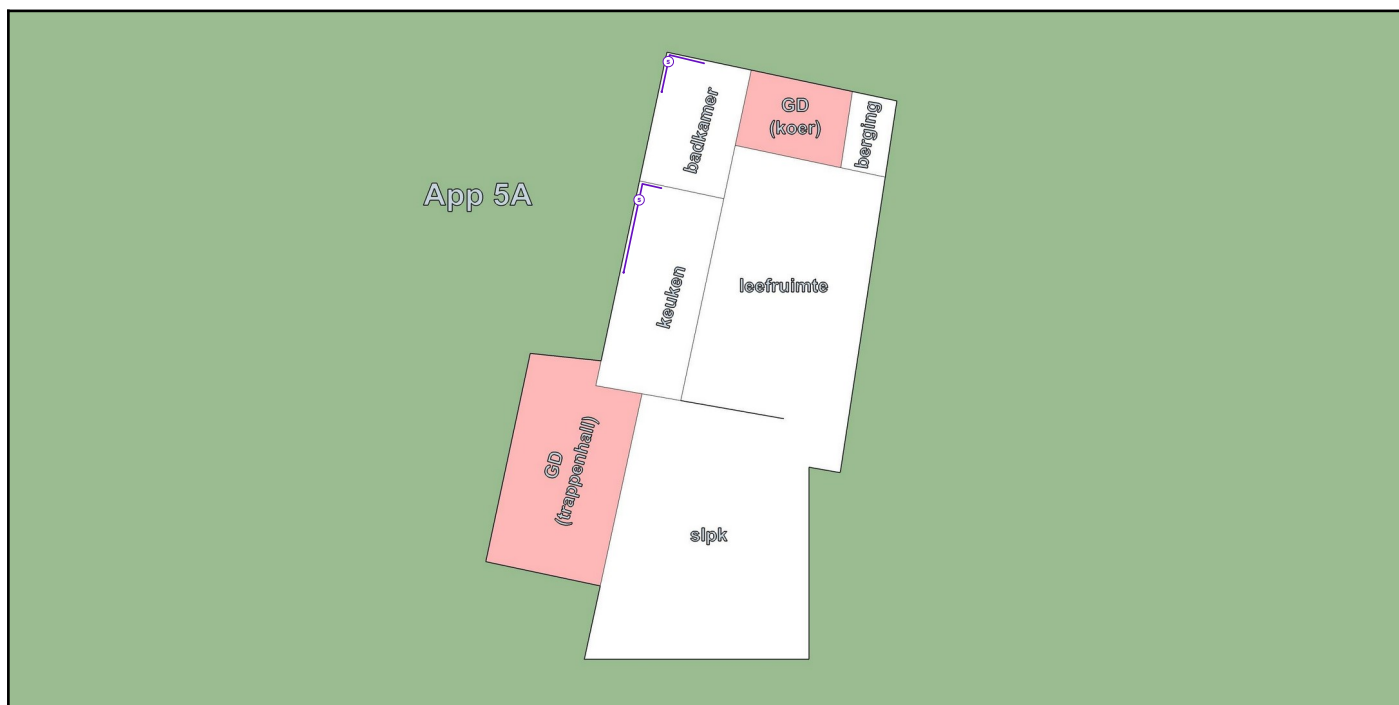 App 5A
badkamer
GD
(koer)
berging
s
s
keuken
leefruimte
GD
(trappenhall)
slpk